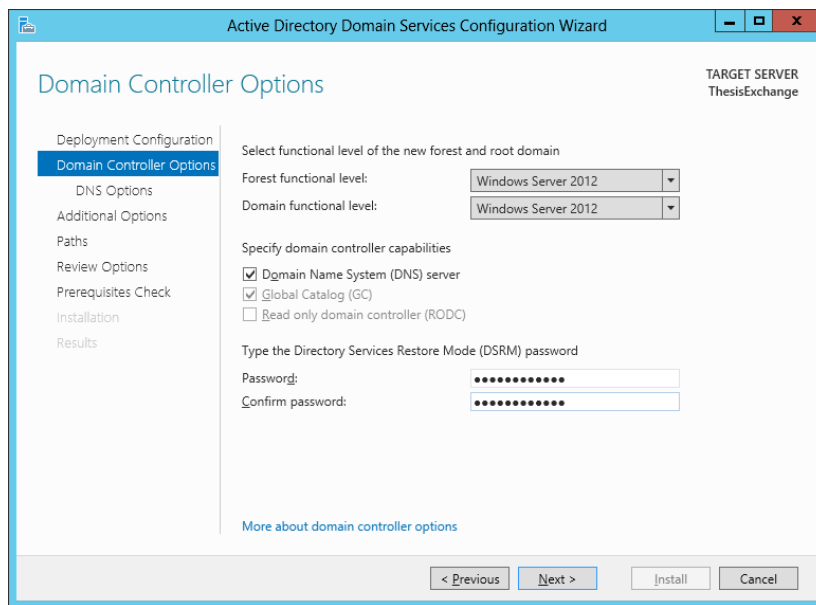 Active Directory Domain Services Configuration Wizard
Domain Controller Options
TARGET SERVER
ThesisExchange
Deployment Configuration
Domain Controller Options
DNS Options
Additional Options
Paths
Review Options
Prerequisites Check
Installation
Results
Select functional level of the new forest and root domain
Forest functional level: Windows Server 2012
Domain functional level: Windows Server 2012
Specify domain controller capabilities
Domain Name System (DNS) server
Global Catalog (GC)
Read only domain controller (RODC)
Type the Directory Services Restore Mode (DSRM) password
Password: ●●●●●●●●●●●●
Confirm password: ●●●●●●●●●●●●
More about domain controller options
< Previous Next > Install Cancel